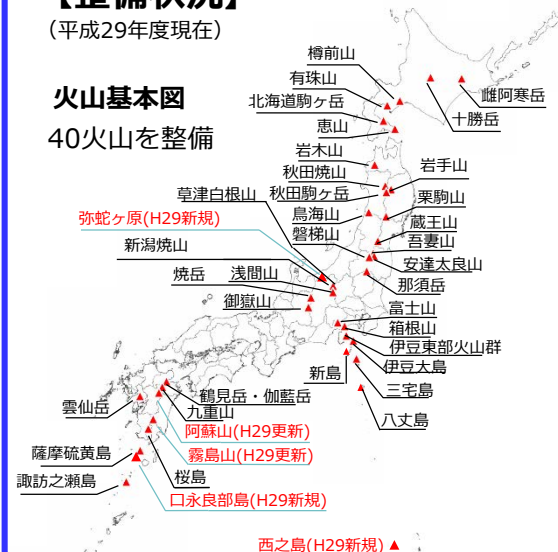 【整備状況】
（平成29年度現在）
火山基本図
40火山を整備
樽前山
有珠山
北海道駒ヶ岳
恵山
雌阿寒岳
十勝岳
岩木山
秋田焼山
秋田駒ヶ岳
鳥海山
磐梯山
岩手山
栗駒山
蔵王山
吾妻山
安達太良山
那須岳
草津白根山
弥蛇ヶ原(H29新規)
新潟焼山
焼岳
浅間山
御嶽山
富士山
箱根山
伊豆東部火山群
伊豆大島
新島
三宅島
八丈島
鶴見岳・伽藍岳
九重山
雲仙岳
阿蘇山(H29更新)
霧島山(H29更新)
薩摩硫黄島
桜島
諏訪之瀬島
口永良部島(H29新規)
西之島(H29新規)